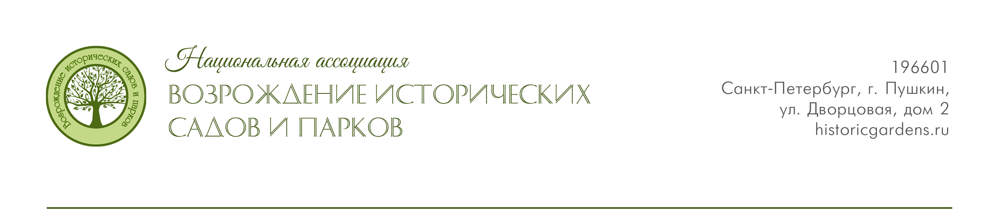 Возрождение исторических садов и парков
Национальная ассоциация
ВОЗРОЖДЕНИЕ ИСТОРИЧЕСКИХ
САДОВ И ПАРКОВ
196601
Санкт-Петербург, г. Пушкин,
ул. Дворцовая, дом 2
historicgardens.ru